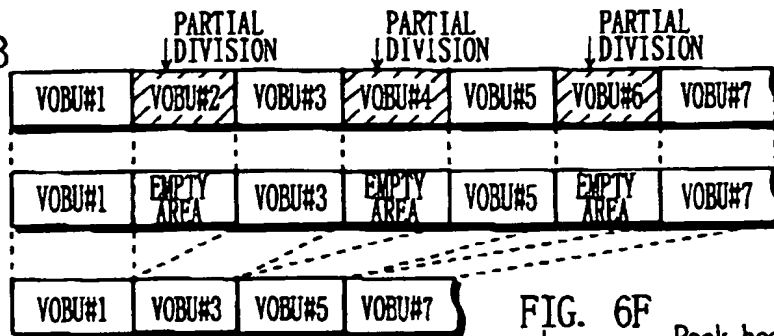 PARTIAL DIVISION PARTIAL DIVISION PARTIAL DIVISION
VOBU#1 VOBU#2 VOBU#3 VOBU#4 VOBU#5 VOBU#6 VOBU#7
VOBU#1 EMPTY AREA VOBU#3 EMPTY AREA VOBU#5 EMPTY AREA VOBU#7
VOBU#1 VOBU#3 VOBU#5 VOBU#7
FIG. 6F